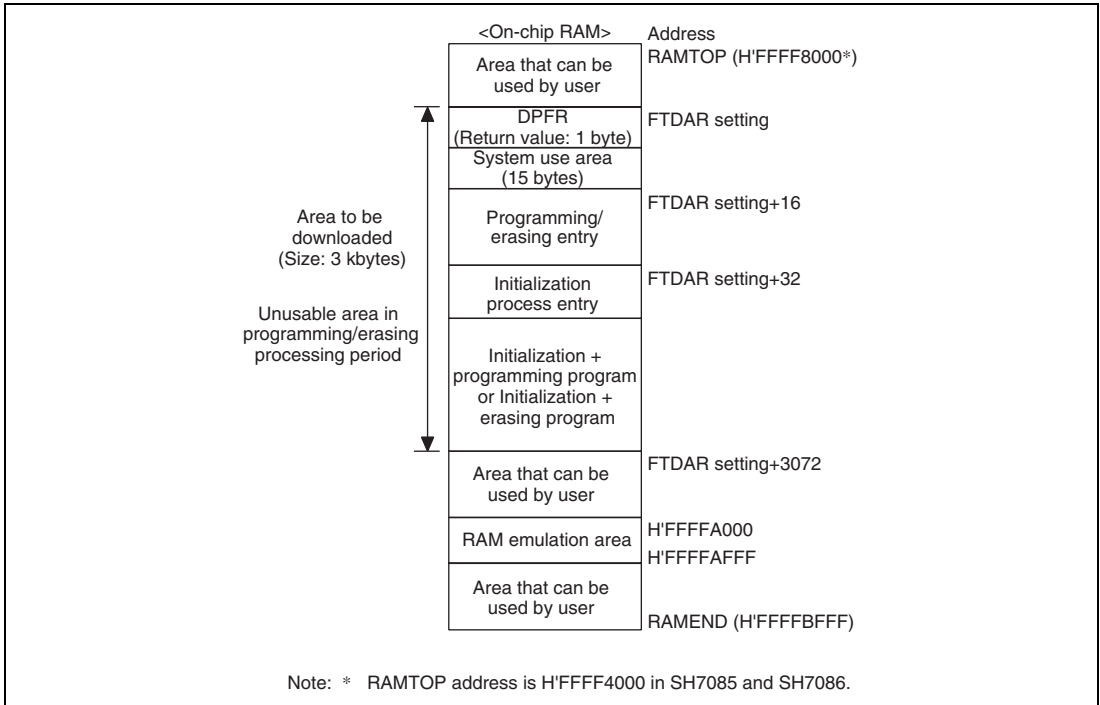 <On-chip RAM>
Address
RAMTOP (H'FFFF8000*)
Area that can be
used by user
DPFR
(Return value: 1 byte)
FTDAR setting
System use area
(15 bytes)
FTDAR setting+16
Programming/
erasing entry
Area to be
downloaded
(Size: 3 kbytes)
FTDAR setting+32
Initialization
process entry
Unusable area in
programming/erasing
processing period
Initialization +
programming program
or Initialization +
erasing program
FTDAR setting+3072
Area that can be
used by user
H'FFFFA000
RAM emulation area
H'FFFFAFFF
Area that can be
used by user
RAMEND (H'FFFFBFFF)
Note: * RAMTOP address is H'FFFF4000 in SH7085 and SH7086.